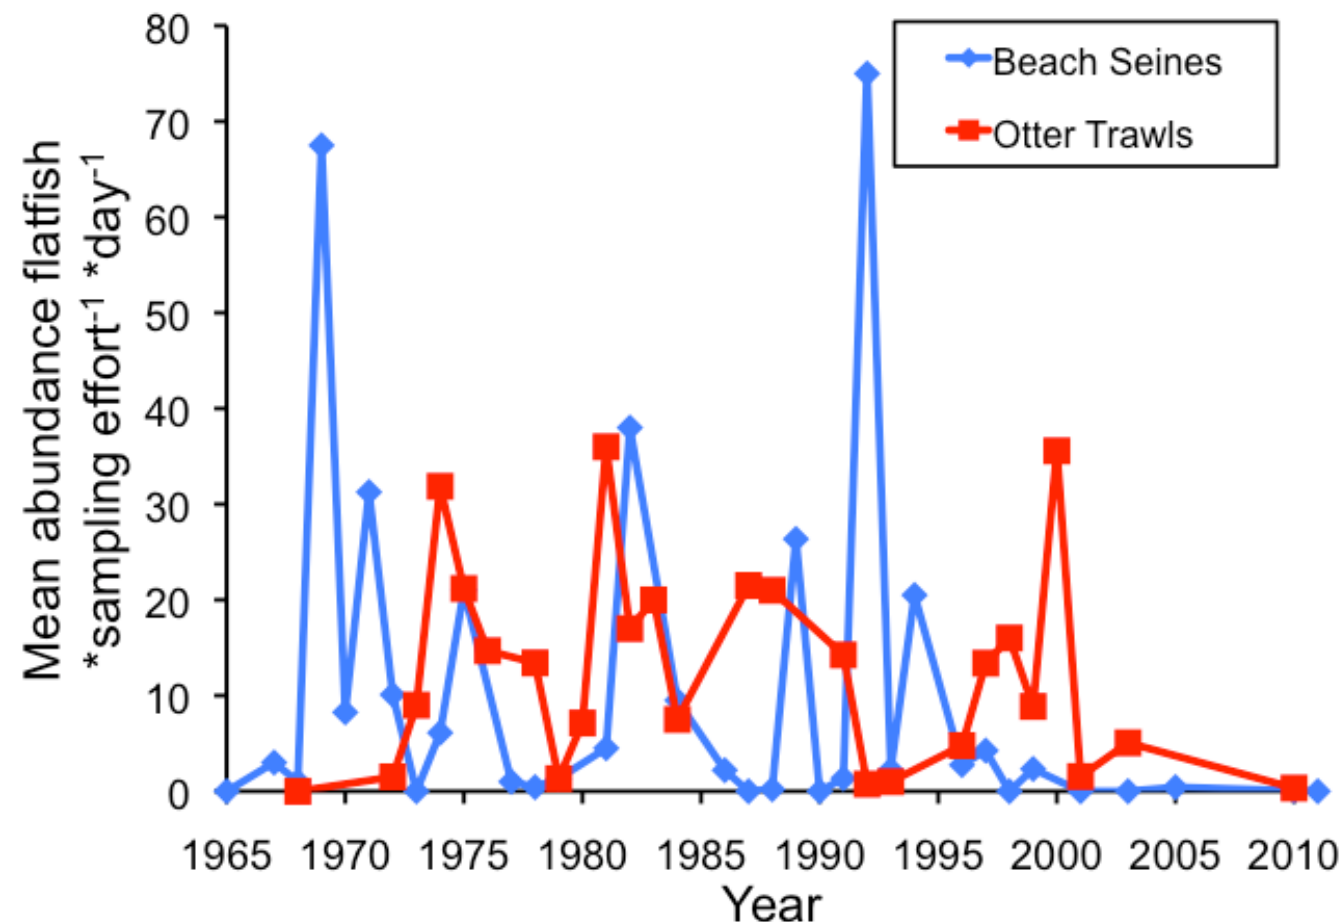 Mean abundance flatfish
*sampling effort⁻¹ *day⁻¹
80
70
60
50
40
30
20
10
0
Beach Seines
Otter Trawls
1965 1970 1975 1980 1985 1990 1995 2000 2005 2010
Year